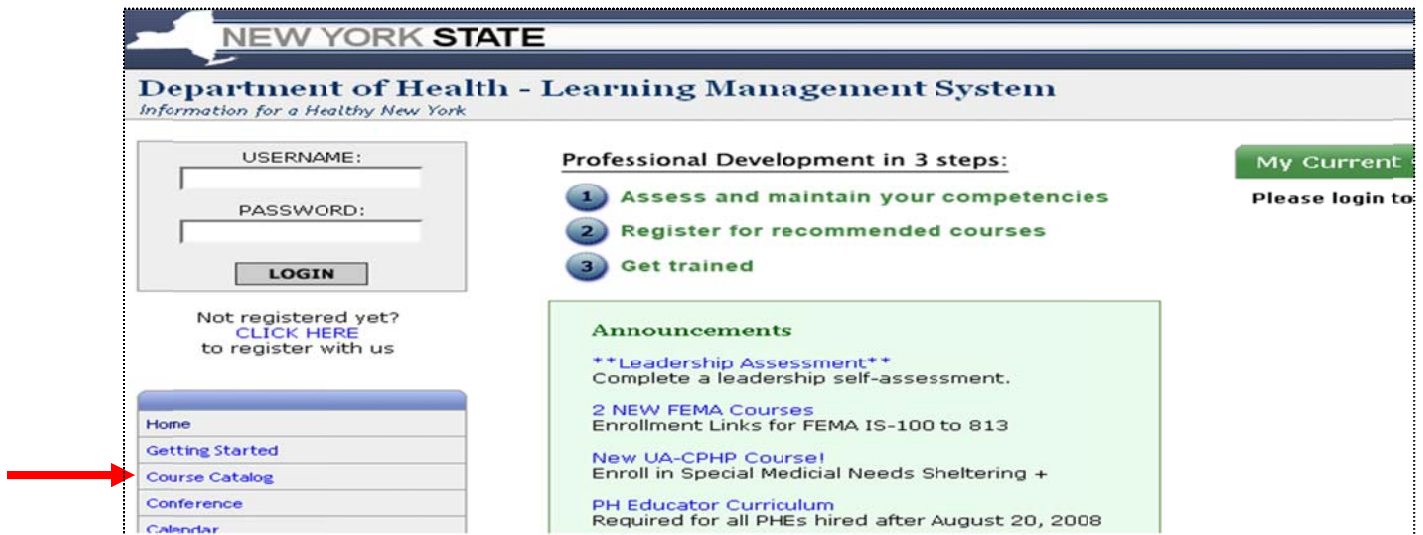 NEW YORK STATE
Department of Health - Learning Management System
Information for a Healthy New York
USERNAME:
PASSWORD:
LOGIN
Not registered yet?
CLICK HERE
to register with us
Home
Getting Started
Course Catalog
Conference
Calendar
Professional Development in 3 steps:
1 Assess and maintain your competencies
2 Register for recommended courses
3 Get trained
Announcements
**Leadership Assessment**
Complete a leadership self-assessment.
2 NEW FEMA Courses
Enrollment Links for FEMA IS-100 to 813
New UA-CPHP Course!
Enroll in Special Medicial Needs Sheltering +
PH Educator Curriculum
Required for all PHEs hired after August 20, 2008
My Current
Please login to